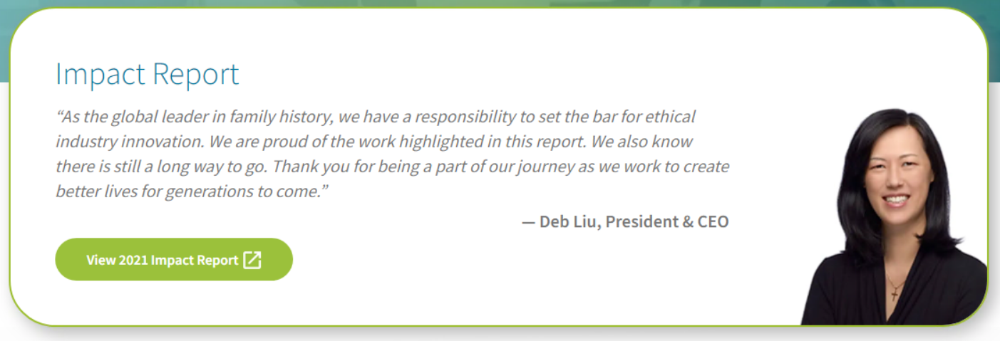 Impact Report
“As the global leader in family history, we have a responsibility to set the bar for ethical
industry innovation. We are proud of the work highlighted in this report. We also know
there is still a long way to go. Thank you for being a part of our journey as we work to create
better lives for generations to come.”
— Deb Liu, President & CEO
View 2021 Impact Report